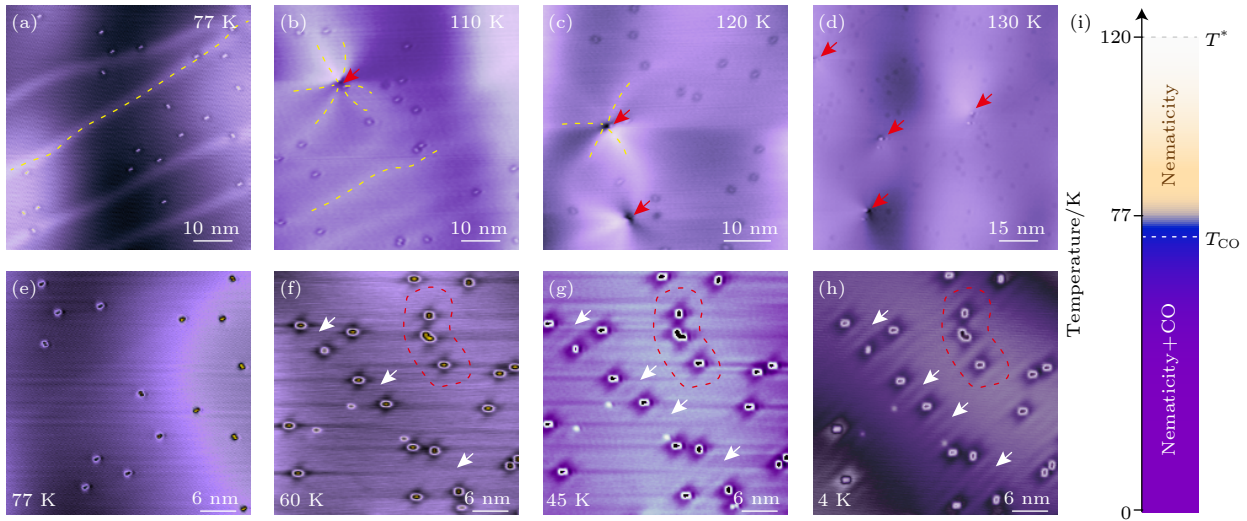 (a) 77 K
10 nm
(b) 110 K
10 nm
(c) 120 K
10 nm
(d) 130 K
15 nm
(e)
77 K 6 nm
(f)
60 K 6 nm
(g)
45 K 6 nm
(h)
4 K 6 nm
(i)
Temperature/K
120
77
0
T*
T_CO
Nematicity
Nematicity+CO